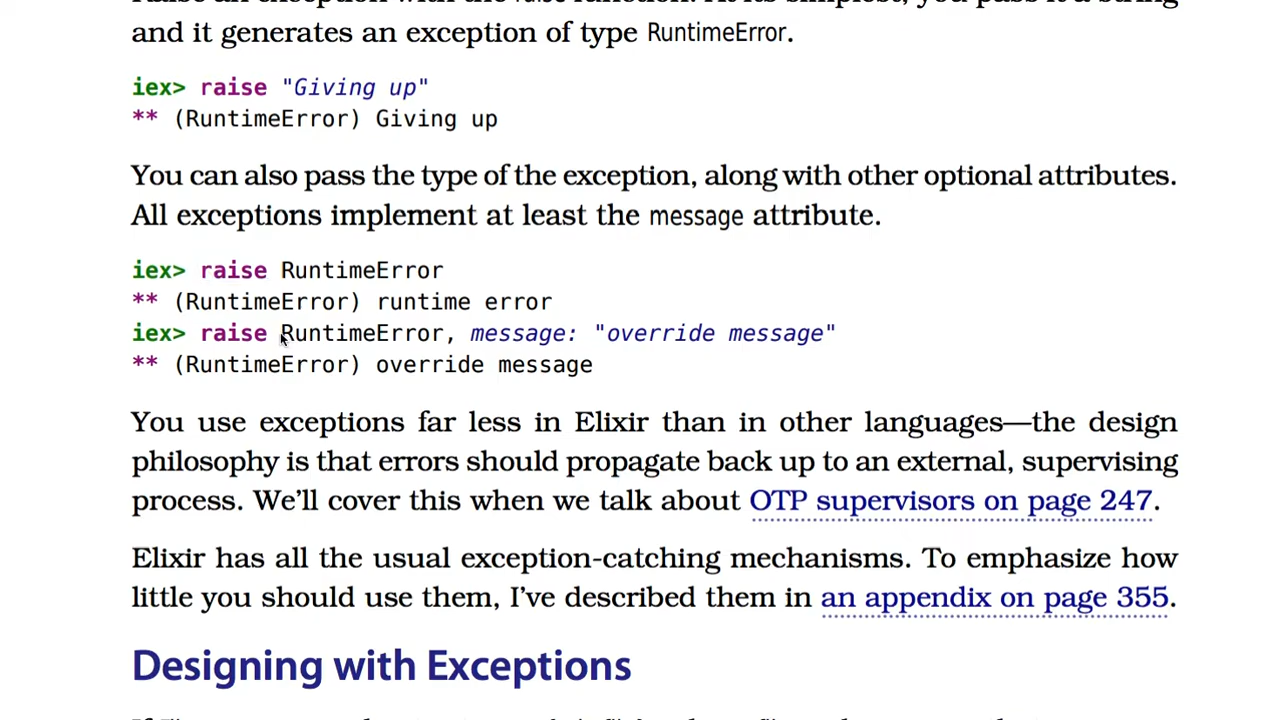 and it generates an exception of type RuntimeError.
iex> raise "Giving up"
** (RuntimeError) Giving up
You can also pass the type of the exception, along with other optional attributes.
All exceptions implement at least the message attribute.
iex> raise RuntimeError
** (RuntimeError) runtime error
iex> raise RuntimeError, message: "override message"
** (RuntimeError) override message
You use exceptions far less in Elixir than in other languages—the design
philosophy is that errors should propagate back up to an external, supervising
process. We'll cover this when we talk about OTP supervisors on page 247.
Elixir has all the usual exception-catching mechanisms. To emphasize how
little you should use them, I've described them in an appendix on page 355.
Designing with Exceptions